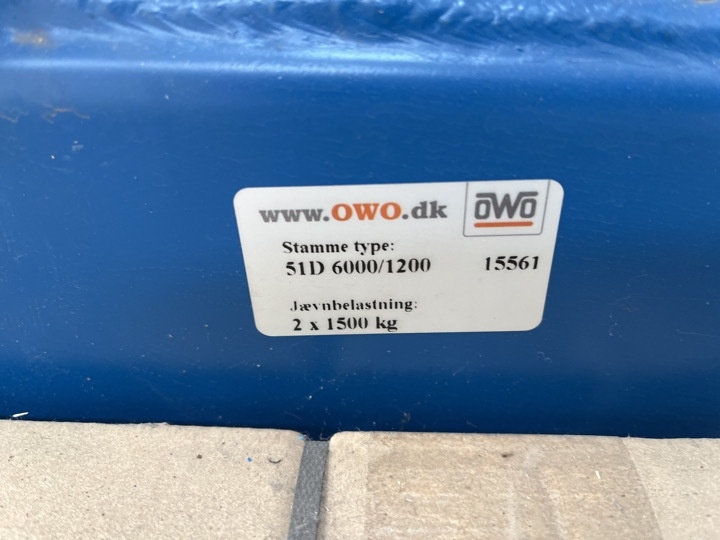 www.OWO.dk
OWO
Stamme type:
51D 6000/1200 15561
Jævnbelastning:
2 x 1500 kg